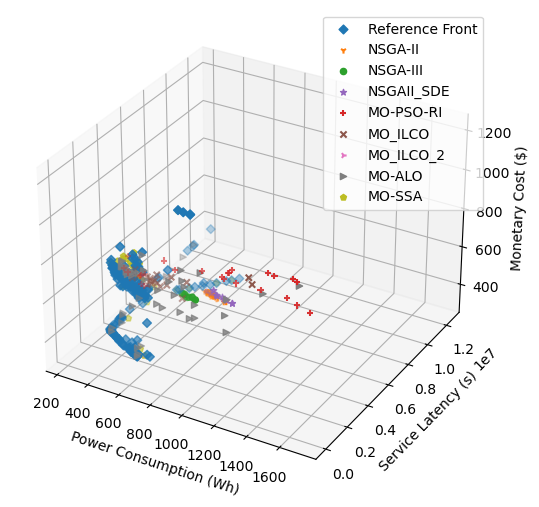 Reference Front
NSGA-II
NSGA-III
NSGAII_SDE
MO-PSO-RI
MO_ILCO
MO_ILCO_2
MO-ALO
MO-SSA
1200
1000
800
600
400
Monetary Cost ($)
1e7
1.2
1.0
0.8
0.6
0.4
0.2
0.0
Service Latency (s)
200
400
600
800
1000
1200
1400
1600
Power Consumption (Wh)